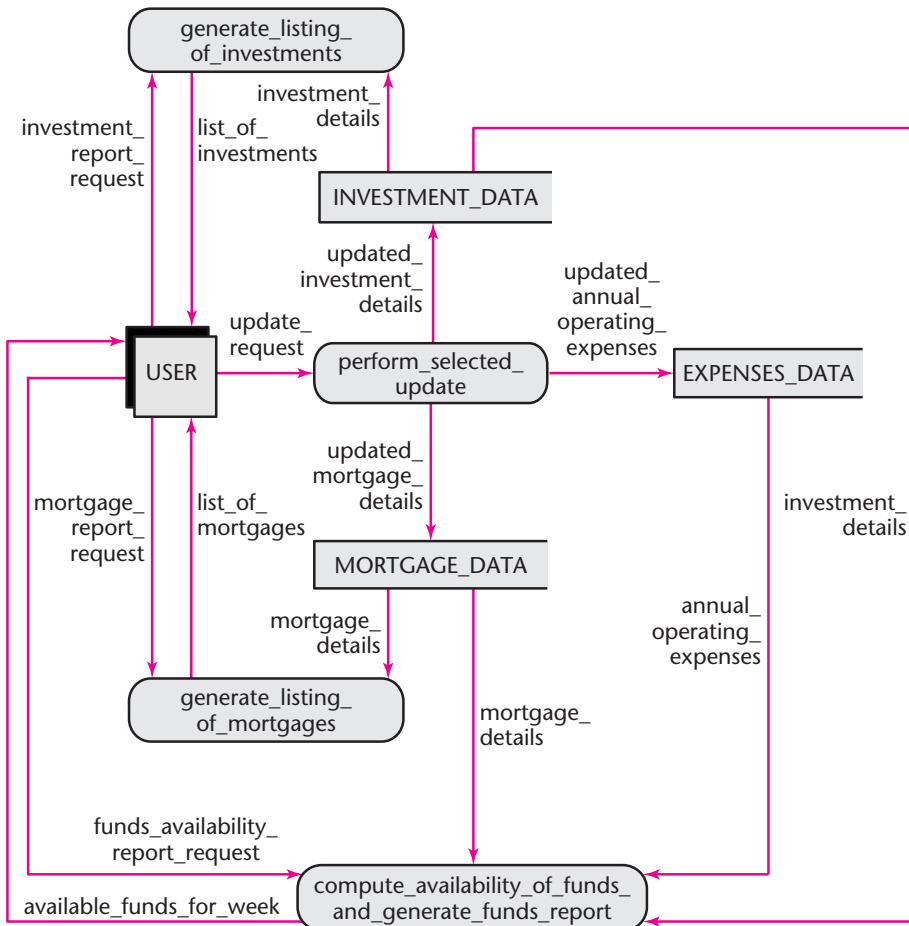 generate_listing_
of_investments
investment_
report_
request
list_of_
investments
investment_
details
INVESTMENT_DATA
updated_
investment_
details
updated_
annual_
operating_
expenses
update_
request
USER
perform_selected_
update
EXPENSES_DATA
updated_
mortgage_
details
mortgage_
report_
request
list_of_
mortgages
investment_
details
MORTGAGE_DATA
mortgage_
details
annual_
operating_
expenses
generate_listing_
of_mortgages
mortgage_
details
funds_availability_
report_request
compute_availability_of_funds_
and_generate_funds_report
available_funds_for_week